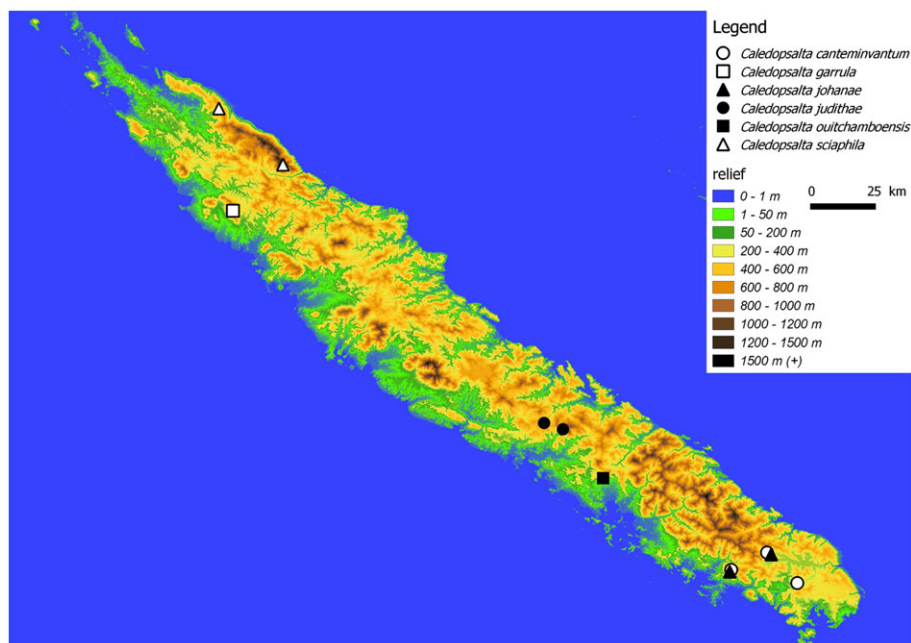 Legend
Caledopsalta canteminvantum
Caledopsalta garrula
Caledopsalta johanae
Caledopsalta judithae
Caledopsalta ouitchamboensis
Caledopsalta sciaphila
relief
0 25 km
0 - 1 m
1 - 50 m
50 - 200 m
200 - 400 m
400 - 600 m
600 - 800 m
800 - 1000 m
1000 - 1200 m
1200 - 1500 m
1500 m (+)